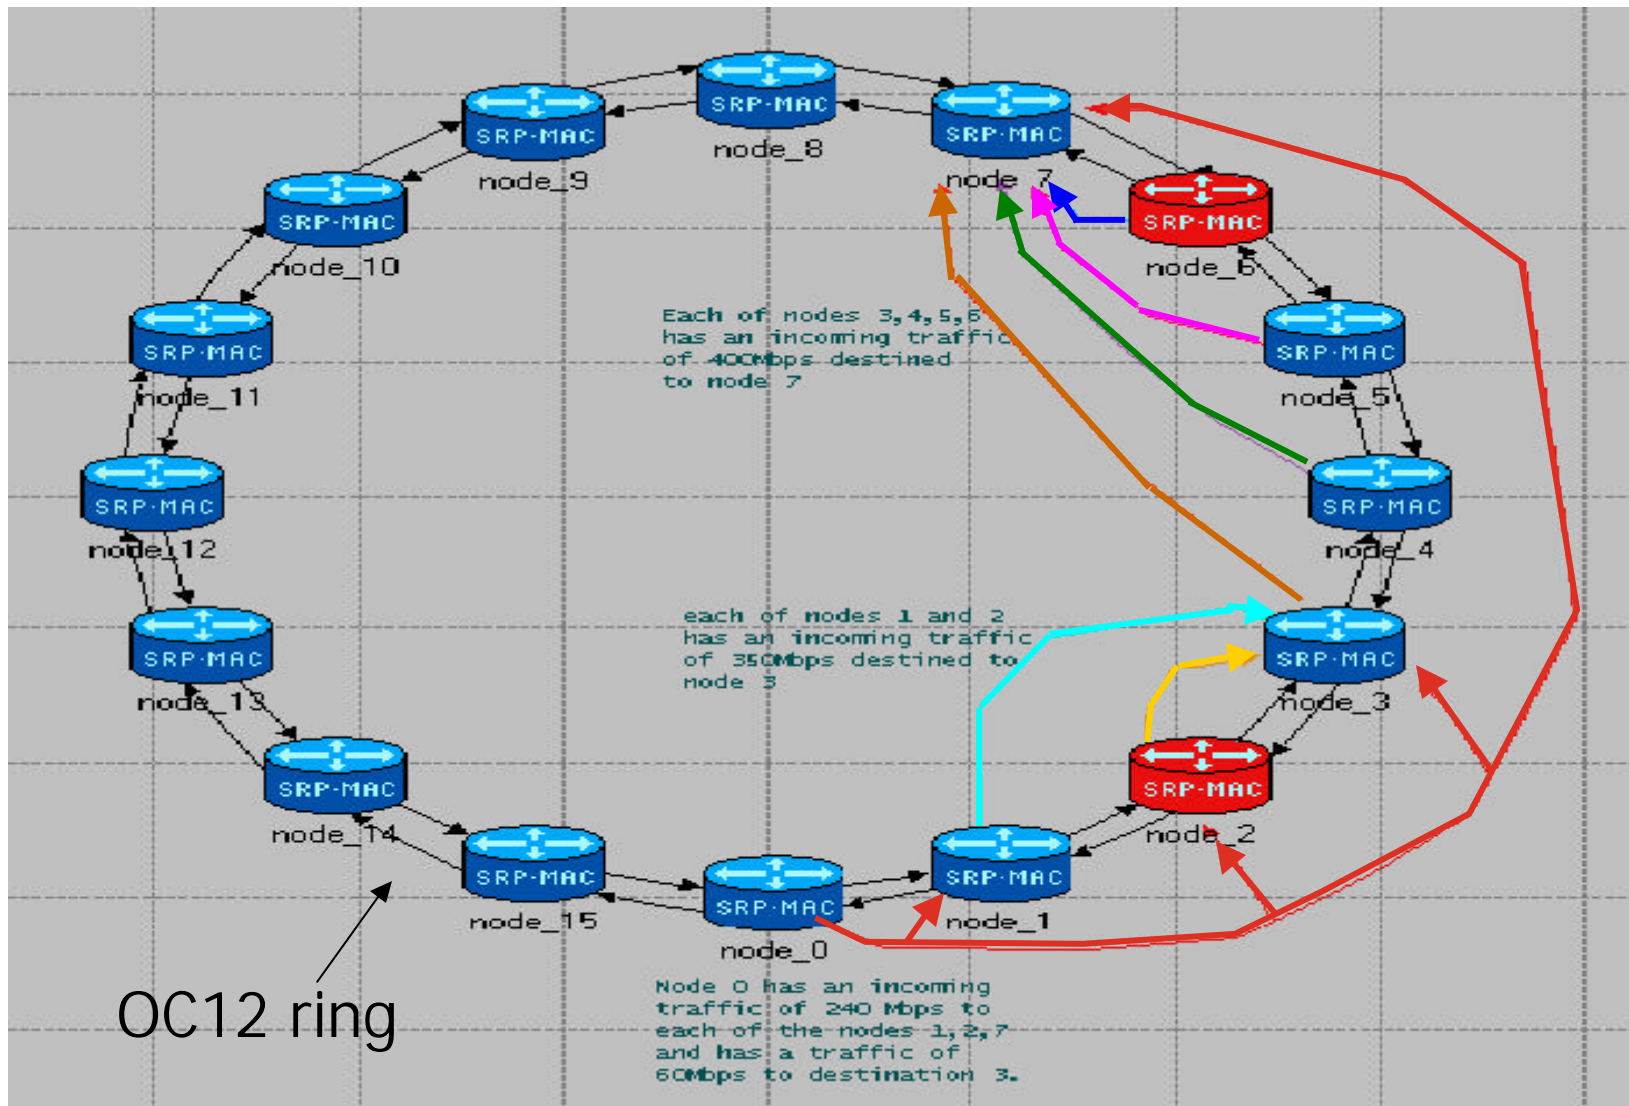 SRP-MAC
node_8
SRP-MAC
node_9
SRP-MAC
node_7
SRP-MAC
node_10
SRP-MAC
node_6
SRP-MAC
node_11
SRP-MAC
node_5
Each of nodes 3,4,5,6
has an incoming traffic
of 400Mbps destined
to node 7
SRP-MAC
node_12
SRP-MAC
node_4
SRP-MAC
node_13
SRP-MAC
node_3
each of nodes 1 and 2
has an incoming traffic
of 350Mbps destined to
node 3
SRP-MAC
node_14
SRP-MAC
node_2
SRP-MAC
node_15
SRP-MAC
node_0
SRP-MAC
node_1
OC12 ring
Node 0 has an incoming
traffic of 240 Mbps to
each of the nodes 1,2,7
and has a traffic of
60Mbps to destination 3.